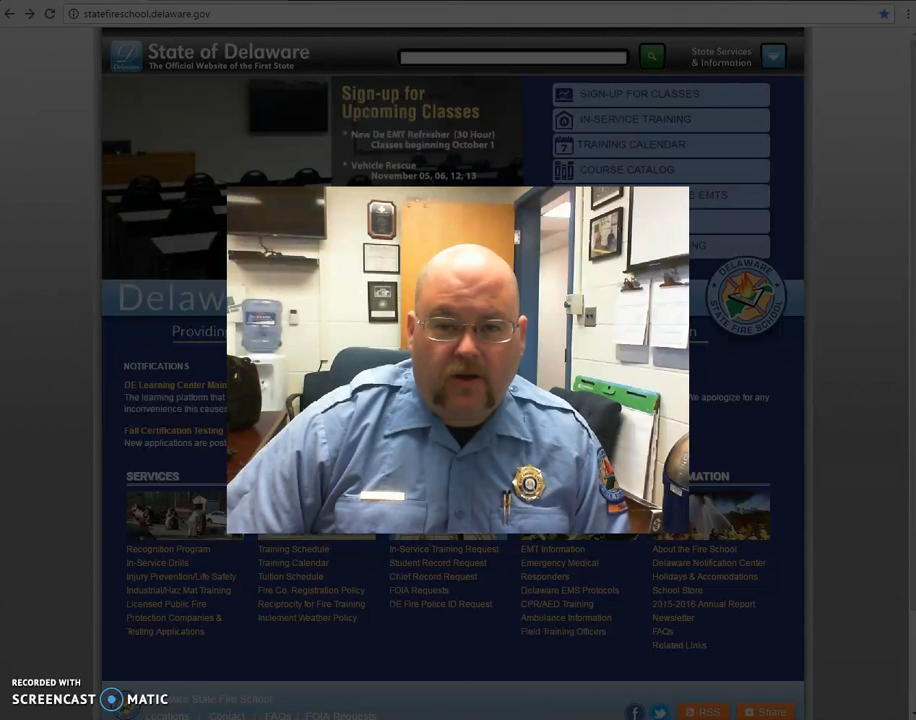 statefireschool.delaware.gov
State of Delaware
The Official Website of the First State
State Services
& Information
Delaware
Sign-up for
Upcoming Classes
* New De EMT Refresher (30 Hour)
Classes beginning October 1
* Vehicle Rescue
November 05, 06, 12, 13
SIGN-UP FOR CLASSES
IN-SERVICE TRAINING
7 TRAINING CALENDAR
COURSE CATALOG
E EMTS
NG
Delaw
DELAWARE
STATE FIRE SCHOOL
Providin
n
NOTIFICATIONS
DE Learning Center Main
The learning platform that
We apologize for any
inconvenience this cause
Fall Certification Testing
New applications are post
SERVICES
MATION
Recognition Program
In-Service Drills
Injury Prevention/Life Safety
Industrial/Haz Mat Training
Licensed Public Fire
Protection Companies &
Testing Applications
Training Schedule
Training Calendar
Tuition Schedule
Fire Co. Registration Policy
Reciprocity for Fire Training
Inclement Weather Policy
In-Service Training Request
Student Record Request
Chief Record Request
FOIA Requests
DE Fire Police ID Request
EMT Information
Emergency Medical
Responders
Delaware EMS Protocols
CPR/AED Training
Ambulance Information
Field Training Officers
About the Fire School
Delaware Notification Center
Holidays & Accomodations
School Store
2015-2016 Annual Report
Newsletter
FAQs
Related Links
RECORDED WITH
SCREENCAST MATIC
aware State Fire School
Locations Contact FAQs FOIA Requests
RSS
Share